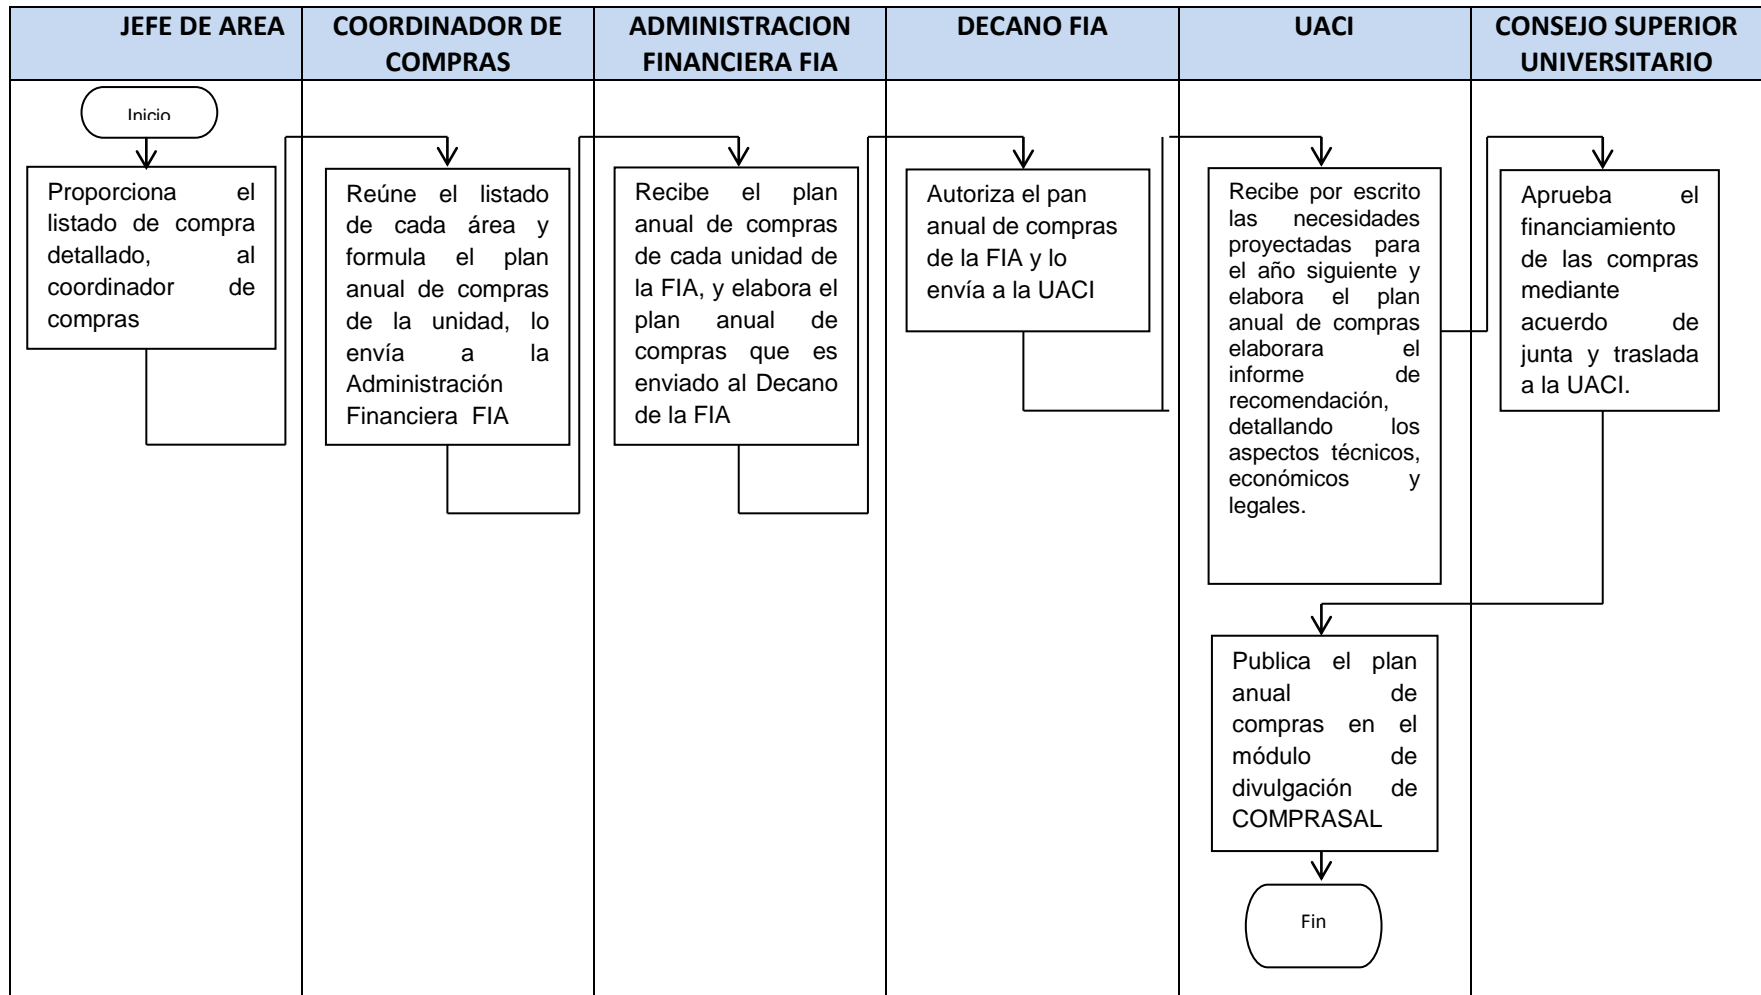 JEFE DE AREA
COORDINADOR DE
COMPRAS
ADMINISTRACION
FINANCIERA FIA
DECANO FIA
UACI
CONSEJO SUPERIOR
UNIVERSITARIO
Inicio
Proporciona el
listado de compra
detallado, al
coordinador de
compras
Reúne el listado
de cada área y
formula el plan
anual de compras
de la unidad, lo
envía a la
Administración
Financiera FIA
Recibe el plan
anual de compras
de cada unidad de
la FIA, y elabora el
plan anual de
compras que es
enviado al Decano
de la FIA
Autoriza el pan
anual de compras
de la FIA y lo
envía a la UACI
Recibe por escrito
las necesidades
proyectadas para
el año siguiente y
elabora el plan
anual de compras
elaborara el
informe de
recomendación,
detallando los
aspectos técnicos,
económicos y
legales.
Aprueba el
financiamiento
de las compras
mediante
acuerdo de
junta y traslada
a la UACI.
Publica el plan
anual de
compras en el
módulo de
divulgación de
COMPRASAL
Fin